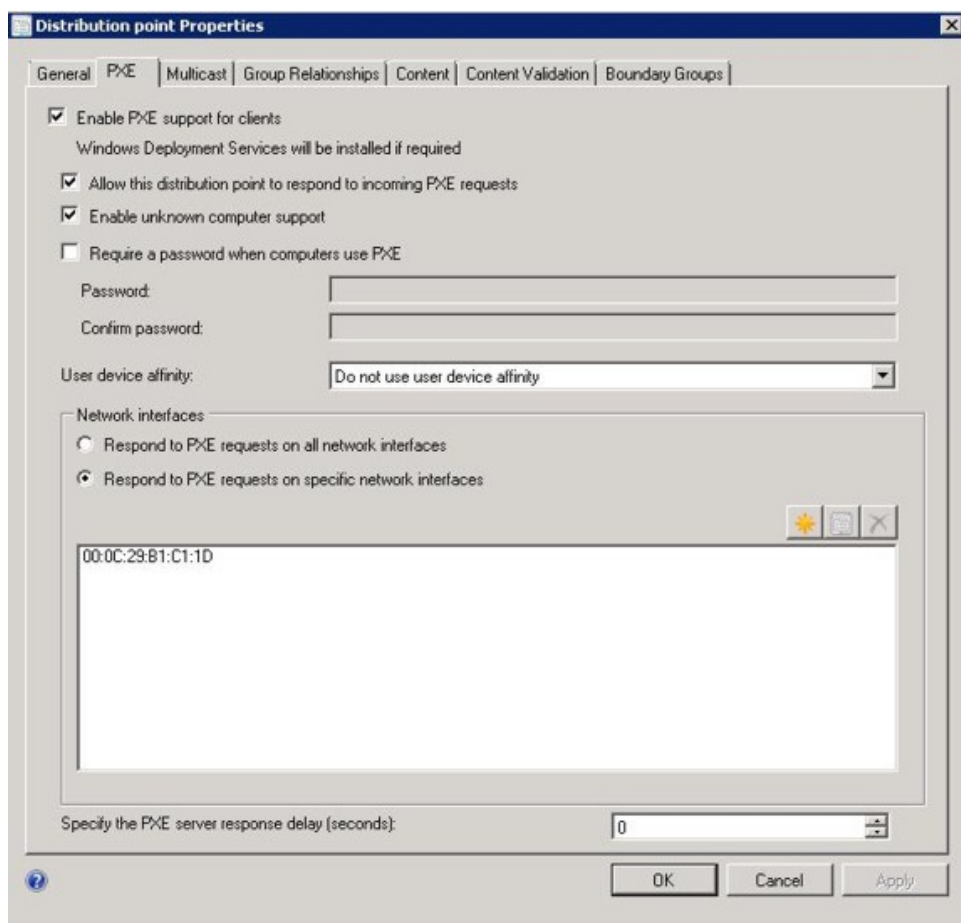 Distribution point Properties
General PXE Multicast Group Relationships Content Content Validation Boundary Groups
Enable PXE support for clients
Windows Deployment Services will be installed if required
Allow this distribution point to respond to incoming PXE requests
Enable unknown computer support
Require a password when computers use PXE
Password:
Confirm password:
User device affinity: Do not use user device affinity
Network interfaces
Respond to PXE requests on all network interfaces
Respond to PXE requests on specific network interfaces
00:0C:29:B1:C1:1D
Specify the PXE server response delay (seconds): 0
OK Cancel Apply